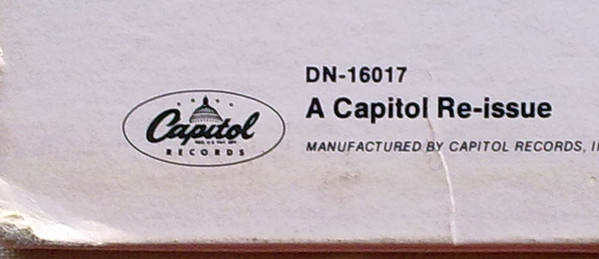 DN-16017
A Capitol Re-issue
Capitol
RECORDS
MANUFACTURED BY CAPITOL RECORDS,